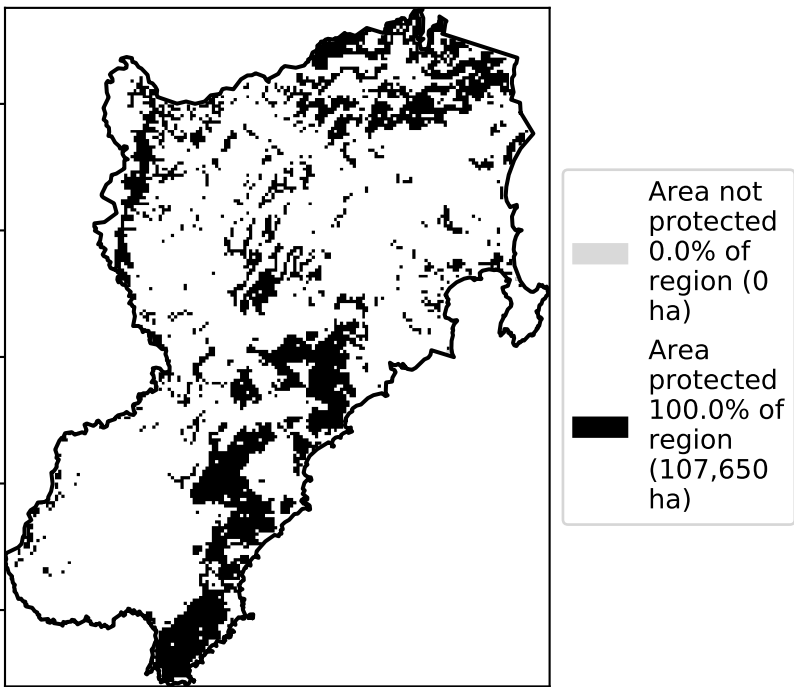 Area not
protected
0.0% of
region (0
ha)
Area
protected
100.0% of
region
(107,650
ha)